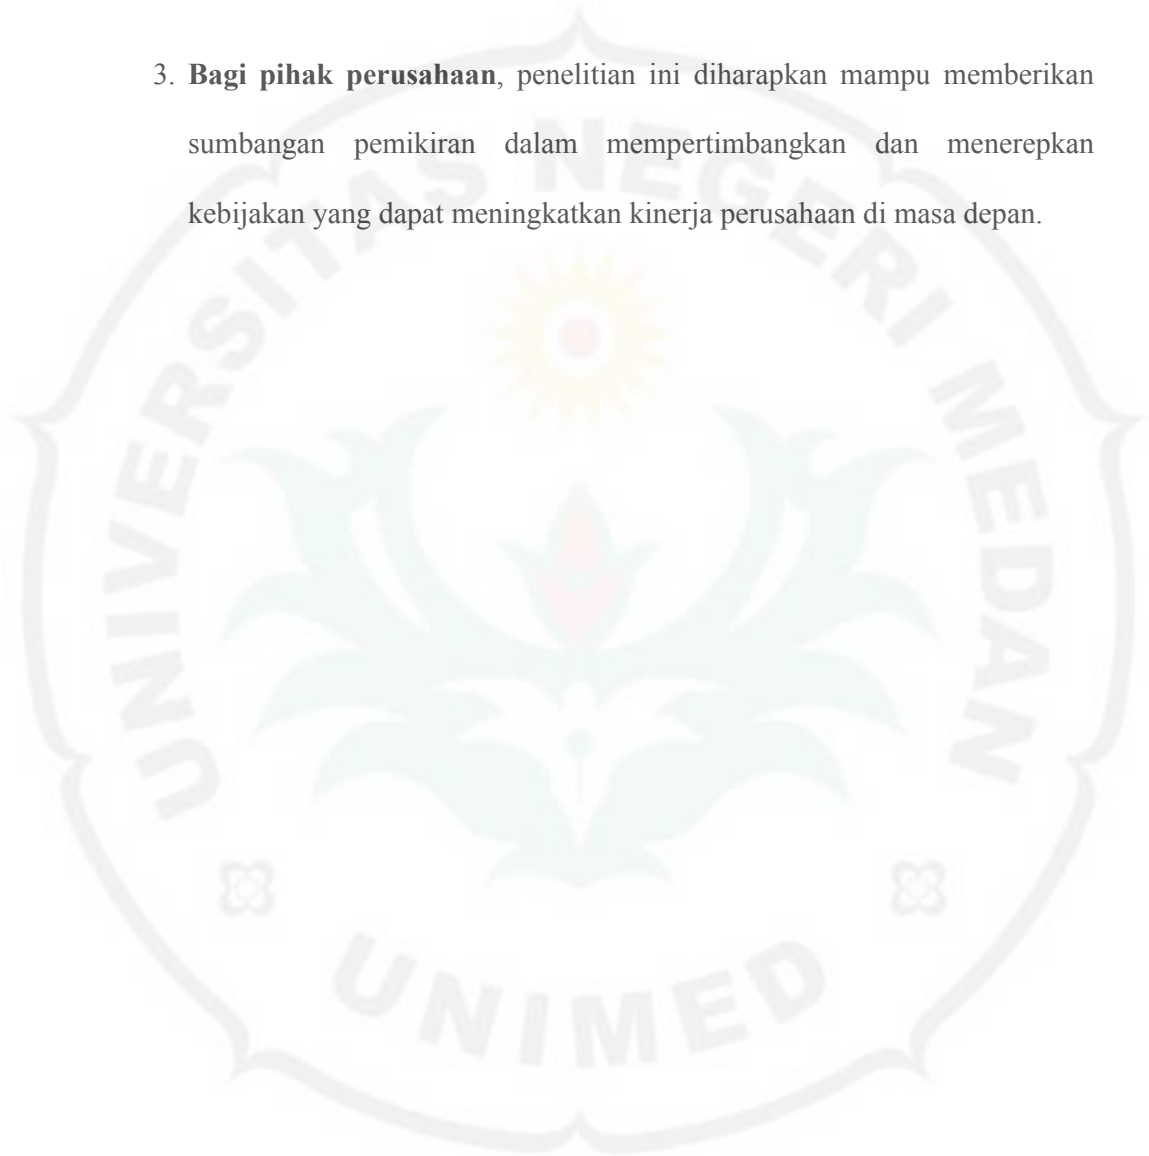 3. Bagi pihak perusahaan, penelitian ini diharapkan mampu memberikan
sumbangan pemikiran dalam mempertimbangkan dan menerepkan
kebijakan yang dapat meningkatkan kinerja perusahaan di masa depan.
UNIVERSITAS NEGERI MEDAN
UNIMED